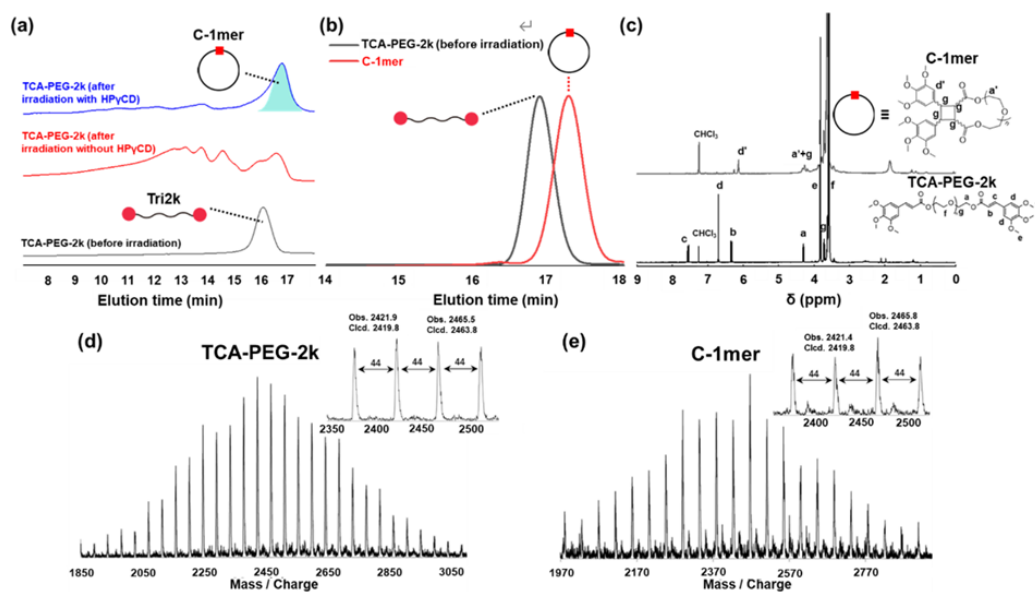 (a)
C-1mer
TCA-PEG-2k (after
irradiation with HPγCD)
TCA-PEG-2k (after
irradiation without HPγCD)
Tri2k
TCA-PEG-2k (before irradiation)
10 11 12 13 14 15 16 17
Elution time (min)
(b)
TCA-PEG-2k (before irradiation)
C-1mer
14 15 16 17 18
Elution time (min)
(c)
C-1mer
CHCl3
d'
a'+g
d
e
f
TCA-PEG-2k
c
CHCl3
b
a
g
9 8 7 6 5 4 3 2 1 0
δ (ppm)
(d)
TCA-PEG-2k
Obs. 2421.9
Clcd. 2419.8
Obs. 2465.5
Clcd. 2463.8
44 44 44
2350 2400 2450 2500
1850 2050 2250 2450 2650 2850 3050
Mass / Charge
(e)
C-1mer
Obs. 2421.4
Clcd. 2419.8
Obs. 2465.8
Clcd. 2463.8
44 44 44
2400 2450 2500
1970 2170 2370 2570 2770
Mass / Charge